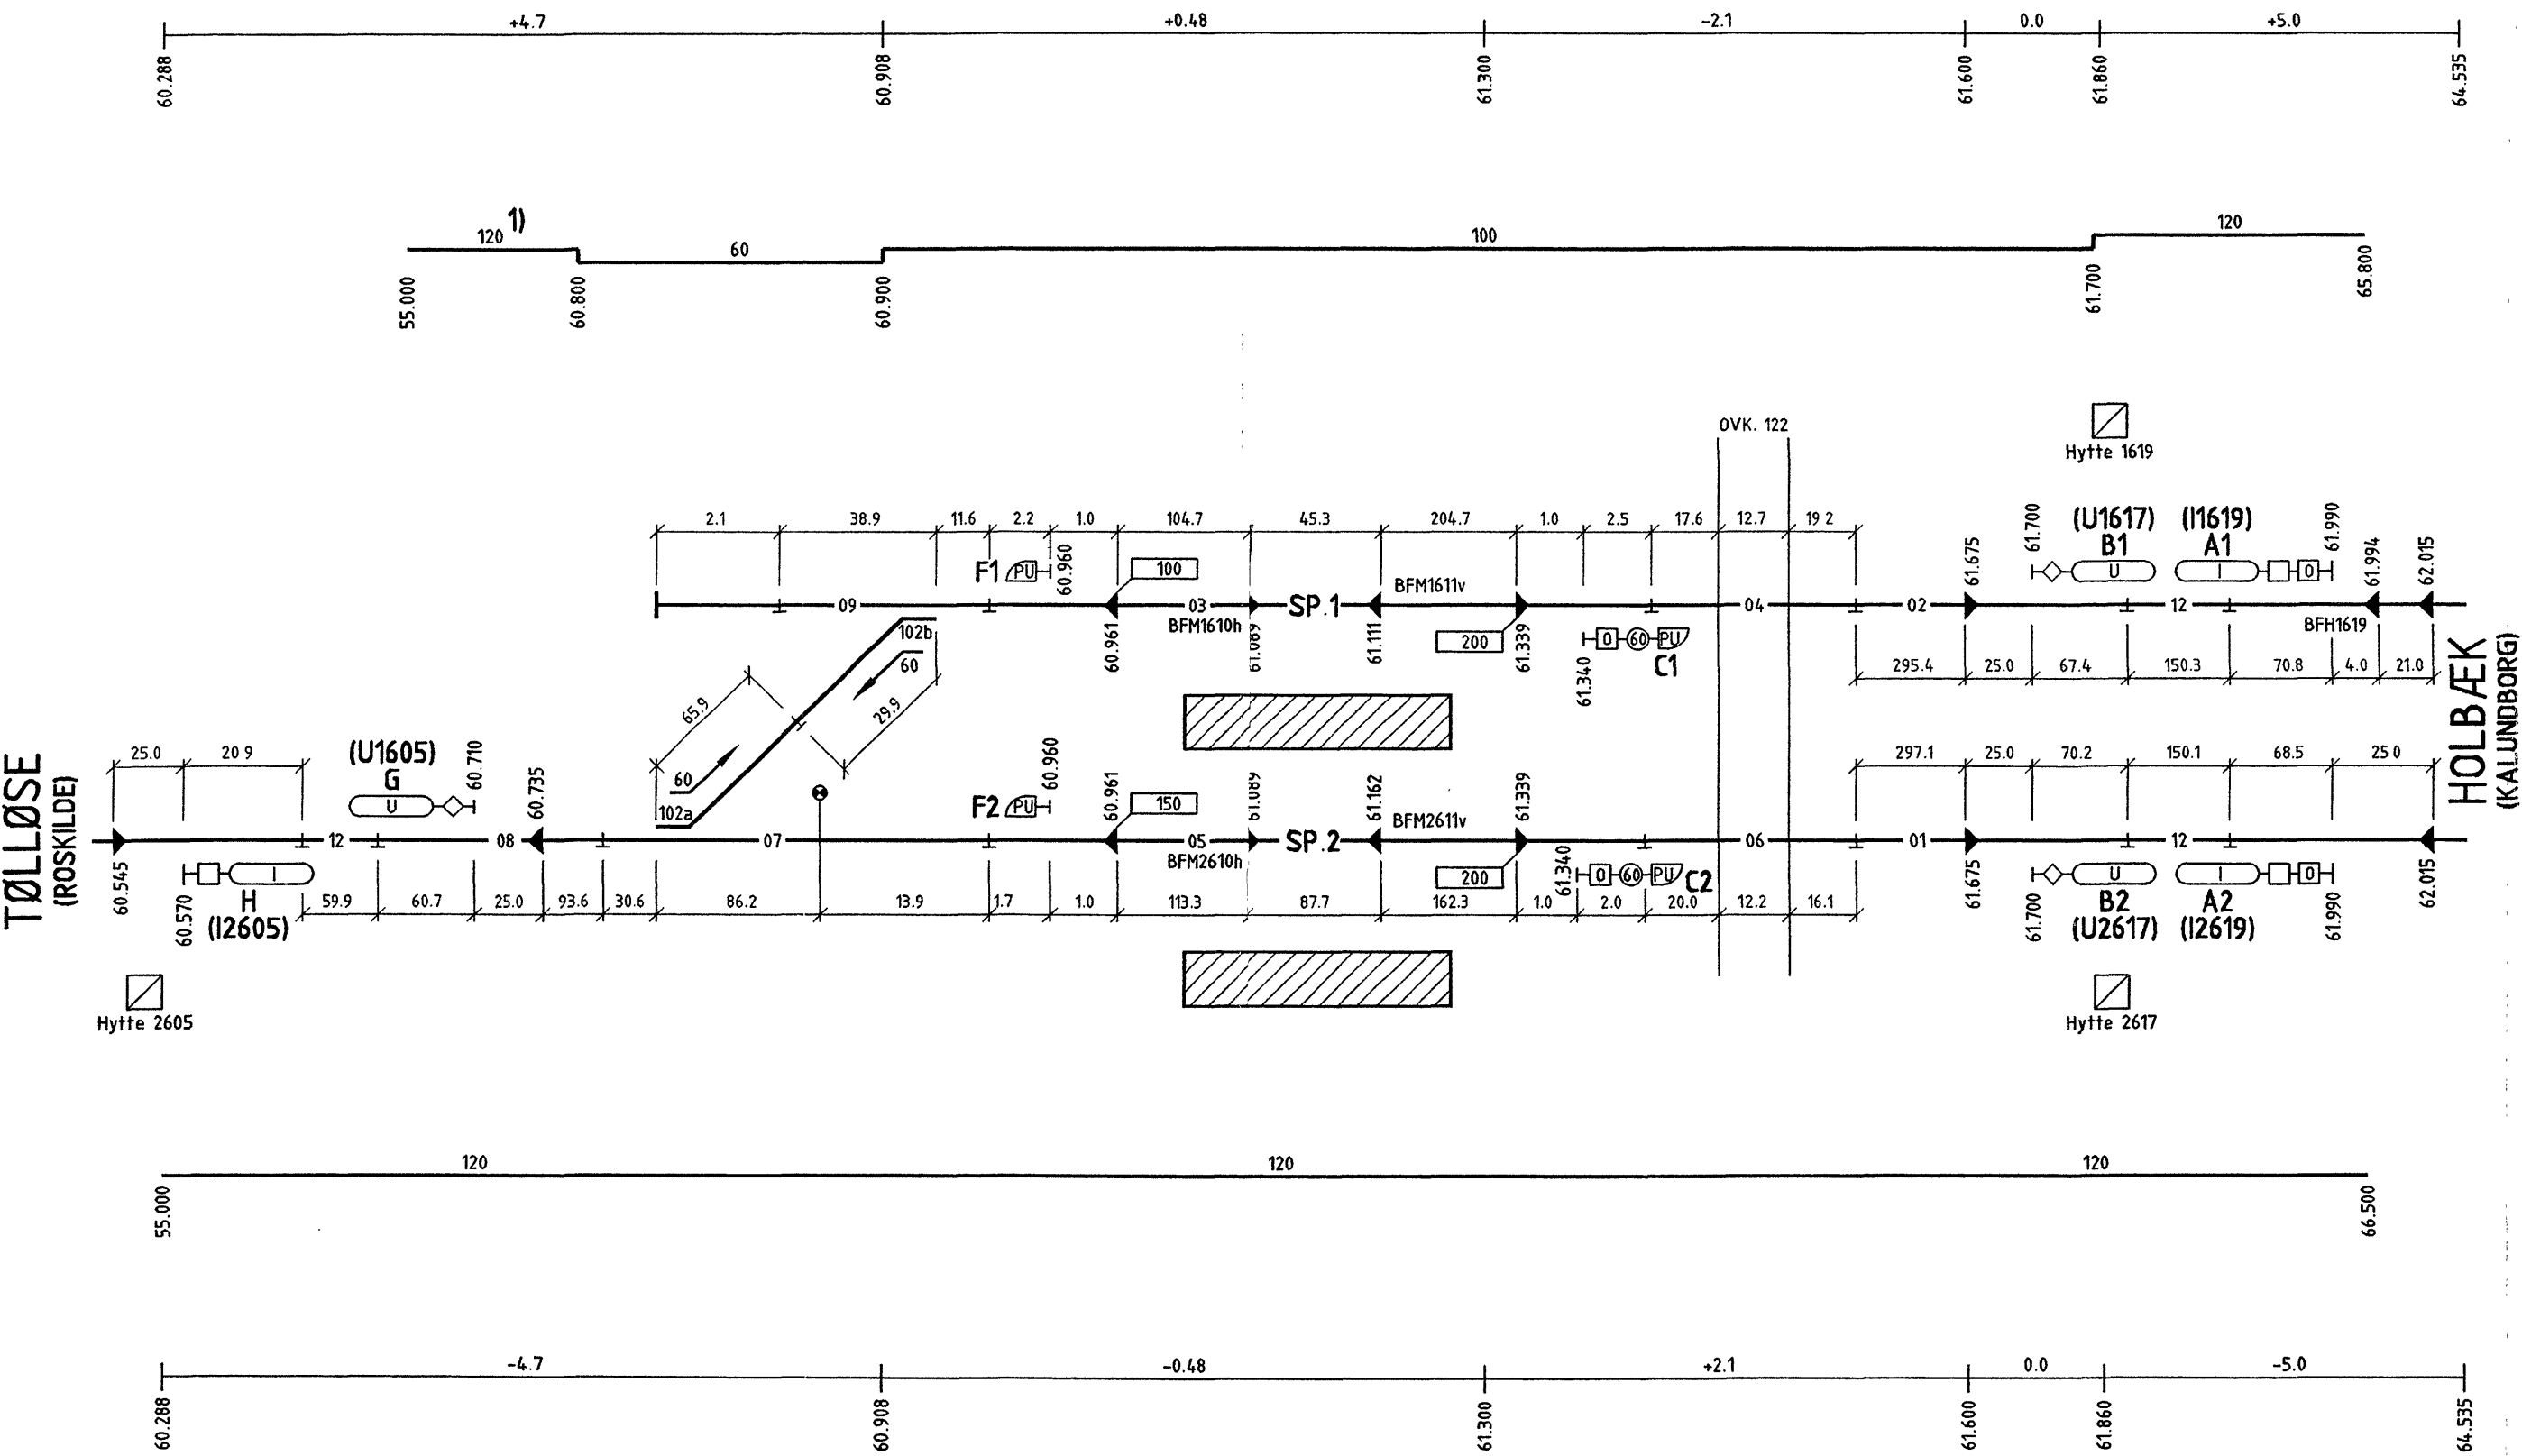 +4.7 +0.48 -2.1 0.0 +5.0
60.288 60.908 61.300 61.600 61.860 64.535
1)
120 60 100 120
55.000 60.800 60.900 61.700 65.800
OVK. 122
Hytte 1619
2.1 38.9 11.6 2.2 1.0 104.7 45.3 204.7 1.0 2.5 17.6 12.7 19 2
61.700 (U1617) (I1619) 61.990
B1 A1
F1 PU 60.960 100 61.675 U I O 61.994 62.015
BFM1611v
09 03 SP.1 04 02 12
BFM1610h BFH1619
102b
60
60.961 61.089 61.111 200 61.339 61.340 O 60 PU
C1
295.4 25.0 67.4 150.3 70.8 4.0 21.0
65.9 29.9
TØLLØSE
(ROSKILDE)
HOLBÆK
(KALUNDBORG)
25.0 20 9
(U1605)
G
U 60.710 60.735
60
102a
F2 PU 60.960 60.961 150 61.089 61.162 61.339
297.1 25.0 70.2 150.1 68.5 25 0
BFM2611v
12 08 07 05 SP.2 06 01 12
BFM2610h
60.545 60.570 I
H
(I2605)
200 61.340 O 60 PU C2
61.675 61.700 U I O 61.990 62.015
B2 A2
(U2617) (I2619)
59.9 60.7 25.0 93.6 30.6 86.2 13.9 1.7 1.0 113.3 87.7 162.3 1.0 2.0 20.0 12.2 16.1
Hytte 2605
Hytte 2617
120 120 120
55.000 66.500
-4.7 -0.48 +2.1 0.0 -5.0
60.288 60.908 61.300 61.600 61.860 64.535